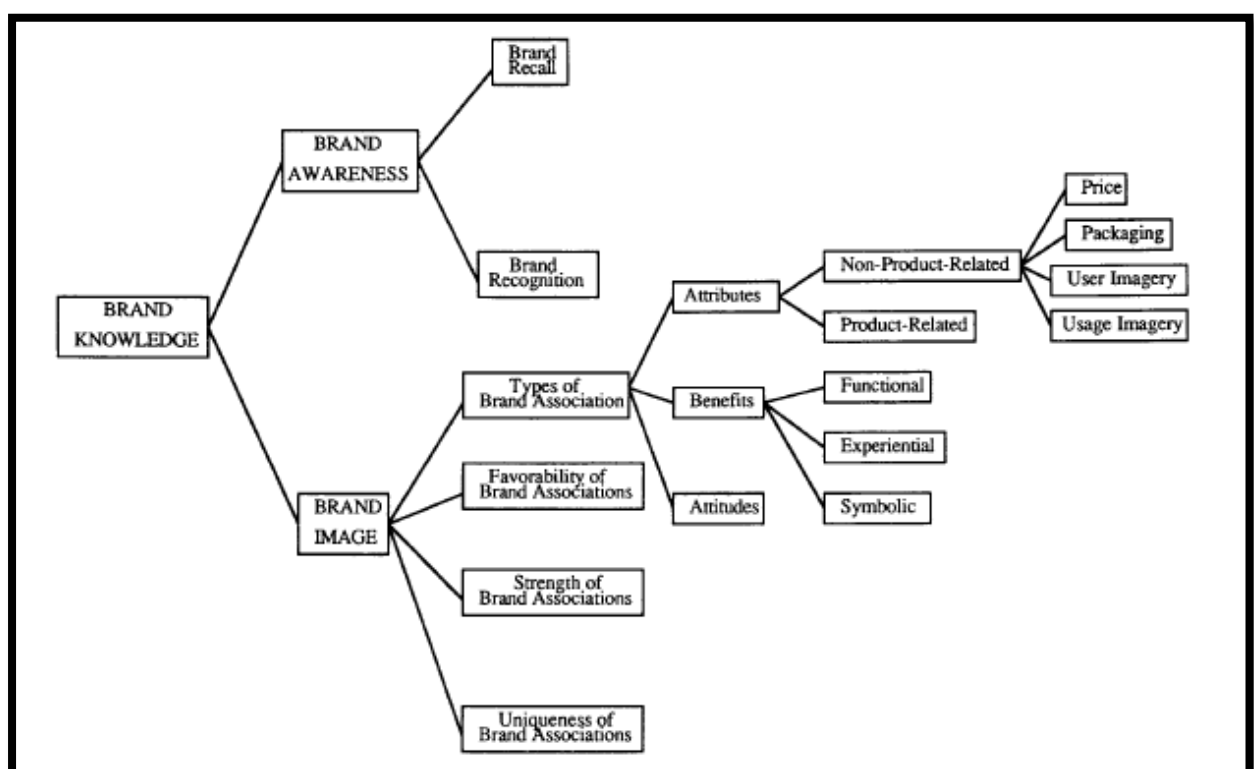 Brand
Recall
BRAND
AWARENESS
Brand
Recognition
BRAND
KNOWLEDGE
BRAND
IMAGE
Types of
Brand Association
Favorability of
Brand Associations
Strength of
Brand Associations
Uniqueness of
Brand Associations
Attributes
Benefits
Attitudes
Non-Product-Related
Product-Related
Functional
Experiential
Symbolic
Price
Packaging
User Imagery
Usage Imagery